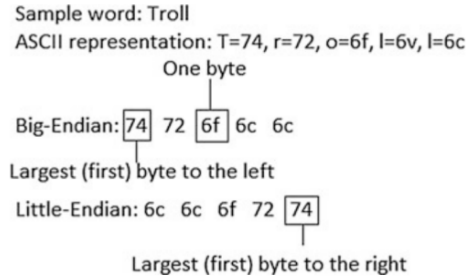 Sample word: Troll
ASCII representation: T=74, r=72, o=6f, l=6v, l=6c
One byte
Big-Endian: 74 72 6f 6c 6c
Largest (first) byte to the left
Little-Endian: 6c 6c 6f 72 74
Largest (first) byte to the right